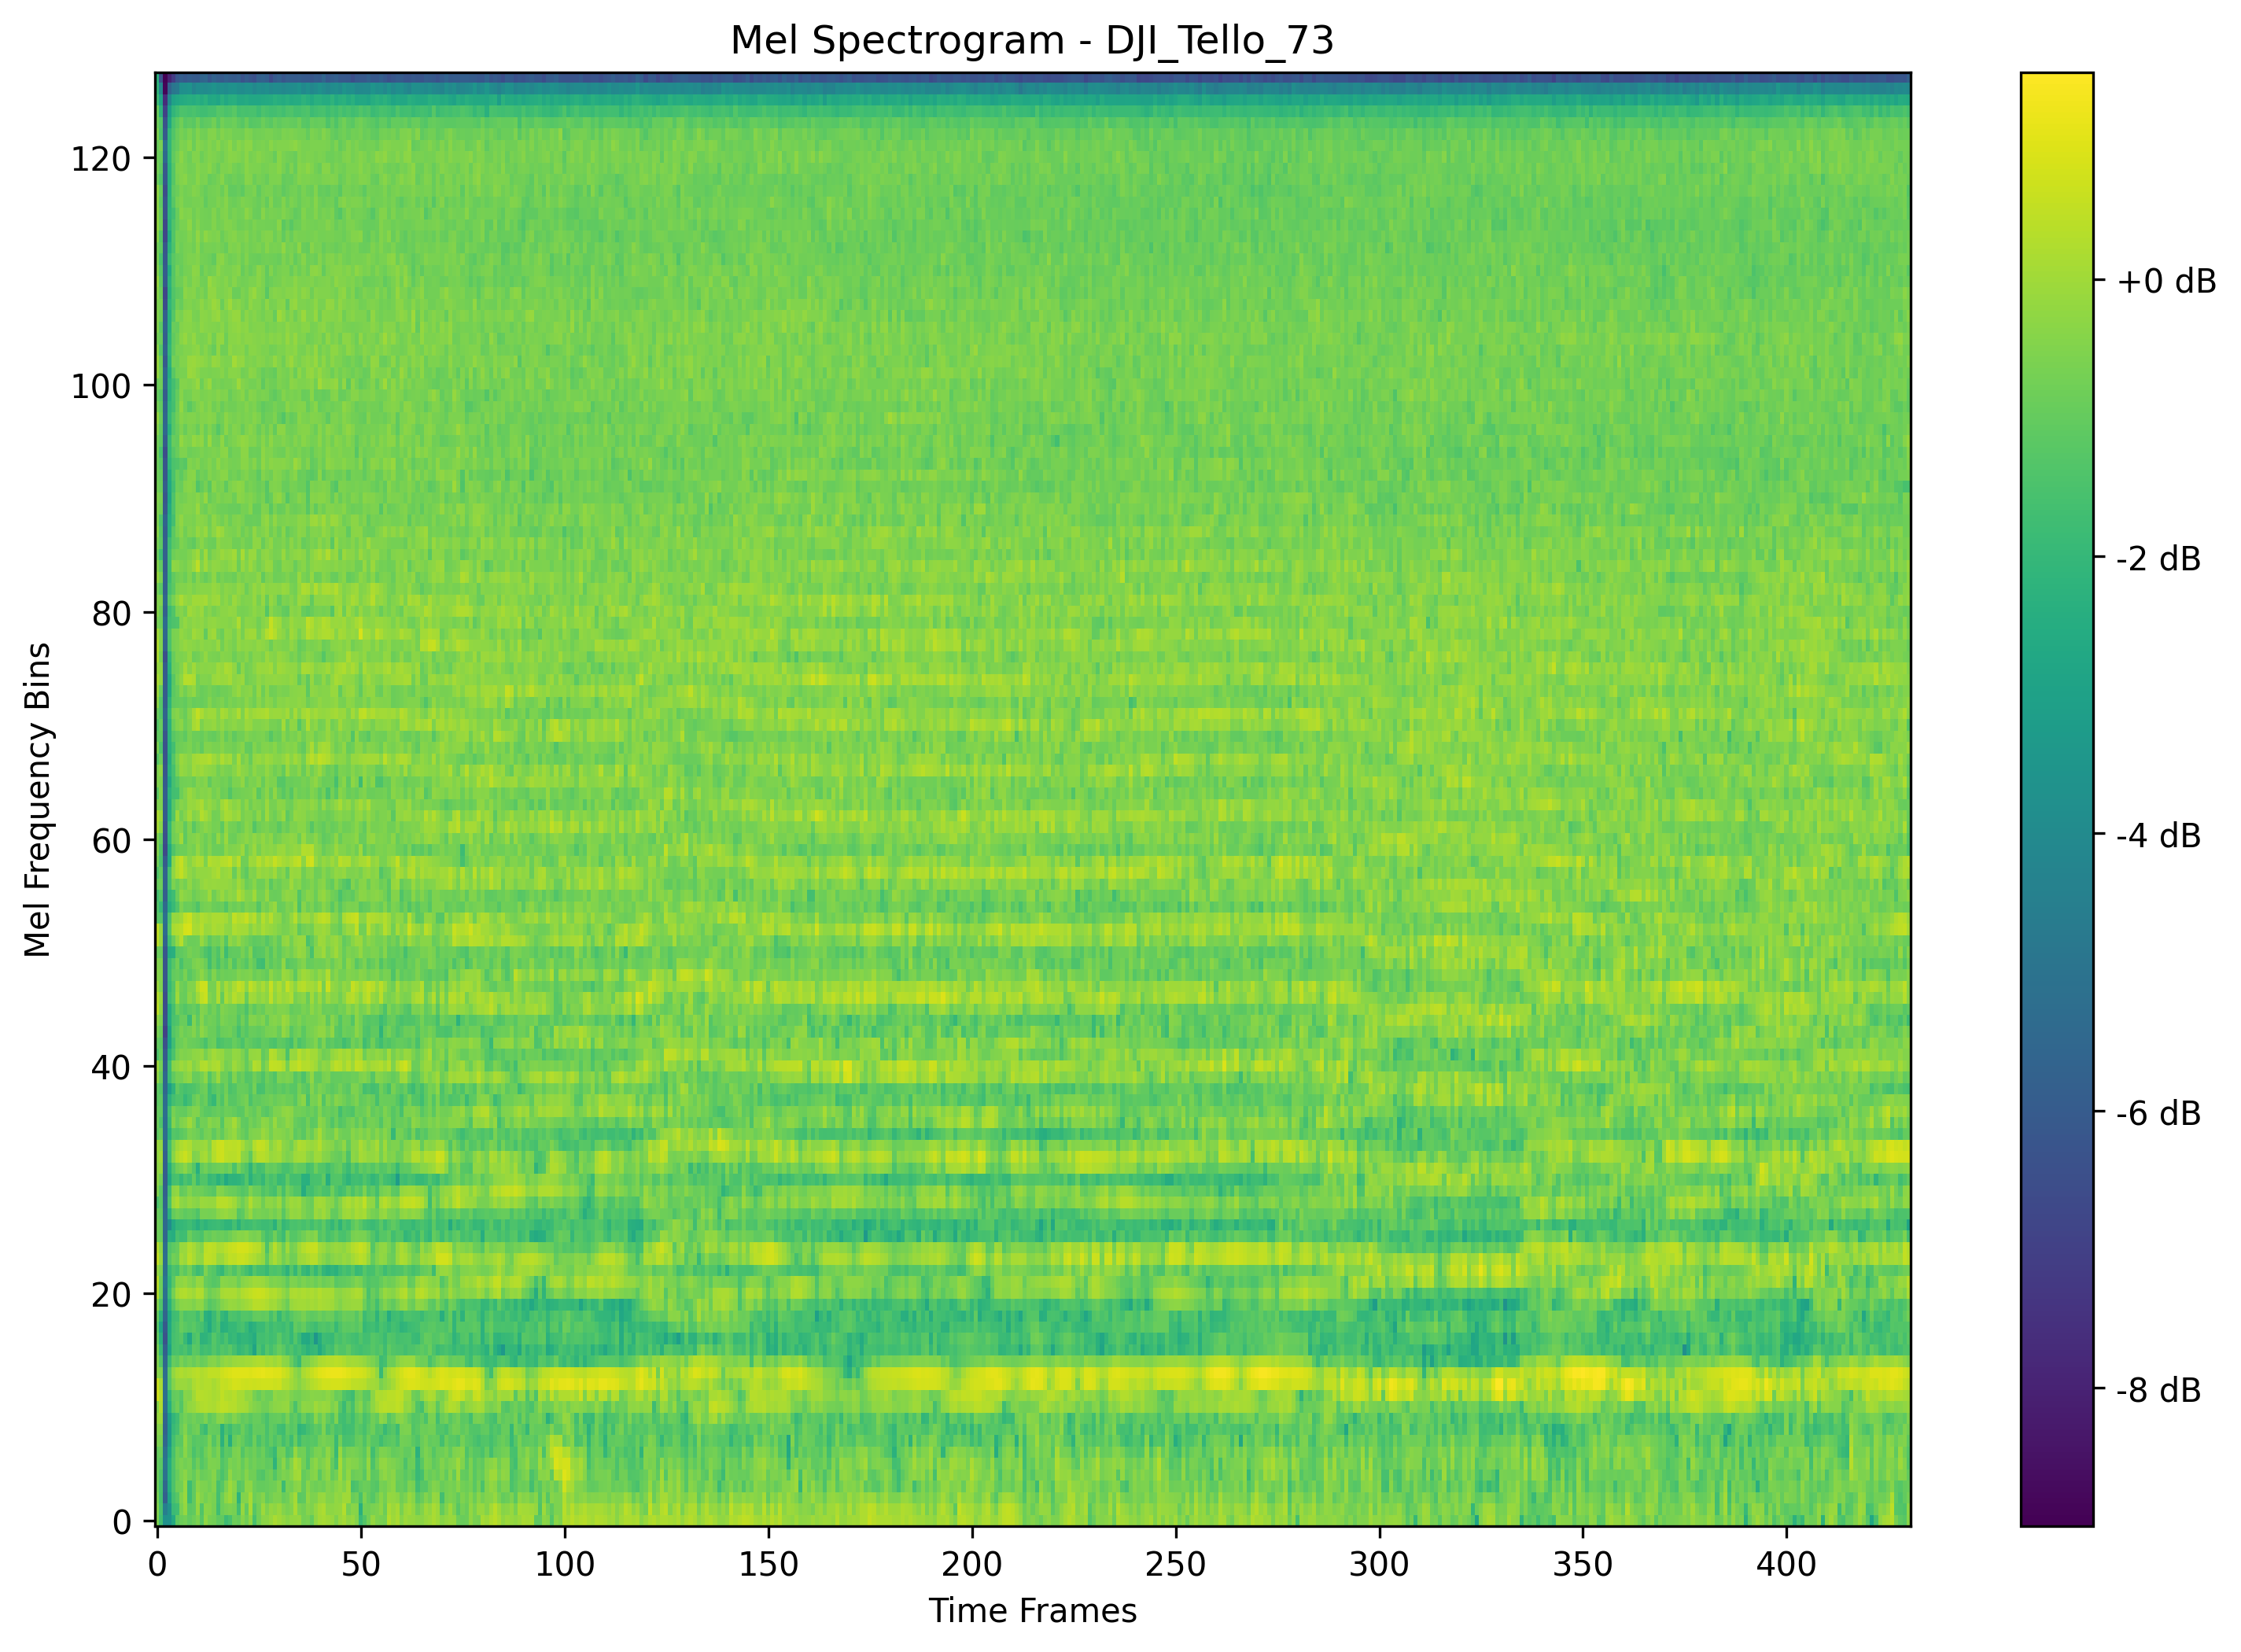 Mel Spectrogram - DJI_Tello_73
120
100
80
60
40
20
0
Mel Frequency Bins
0 50 100 150 200 250 300 350 400
Time Frames
+0 dB
-2 dB
-4 dB
-6 dB
-8 dB